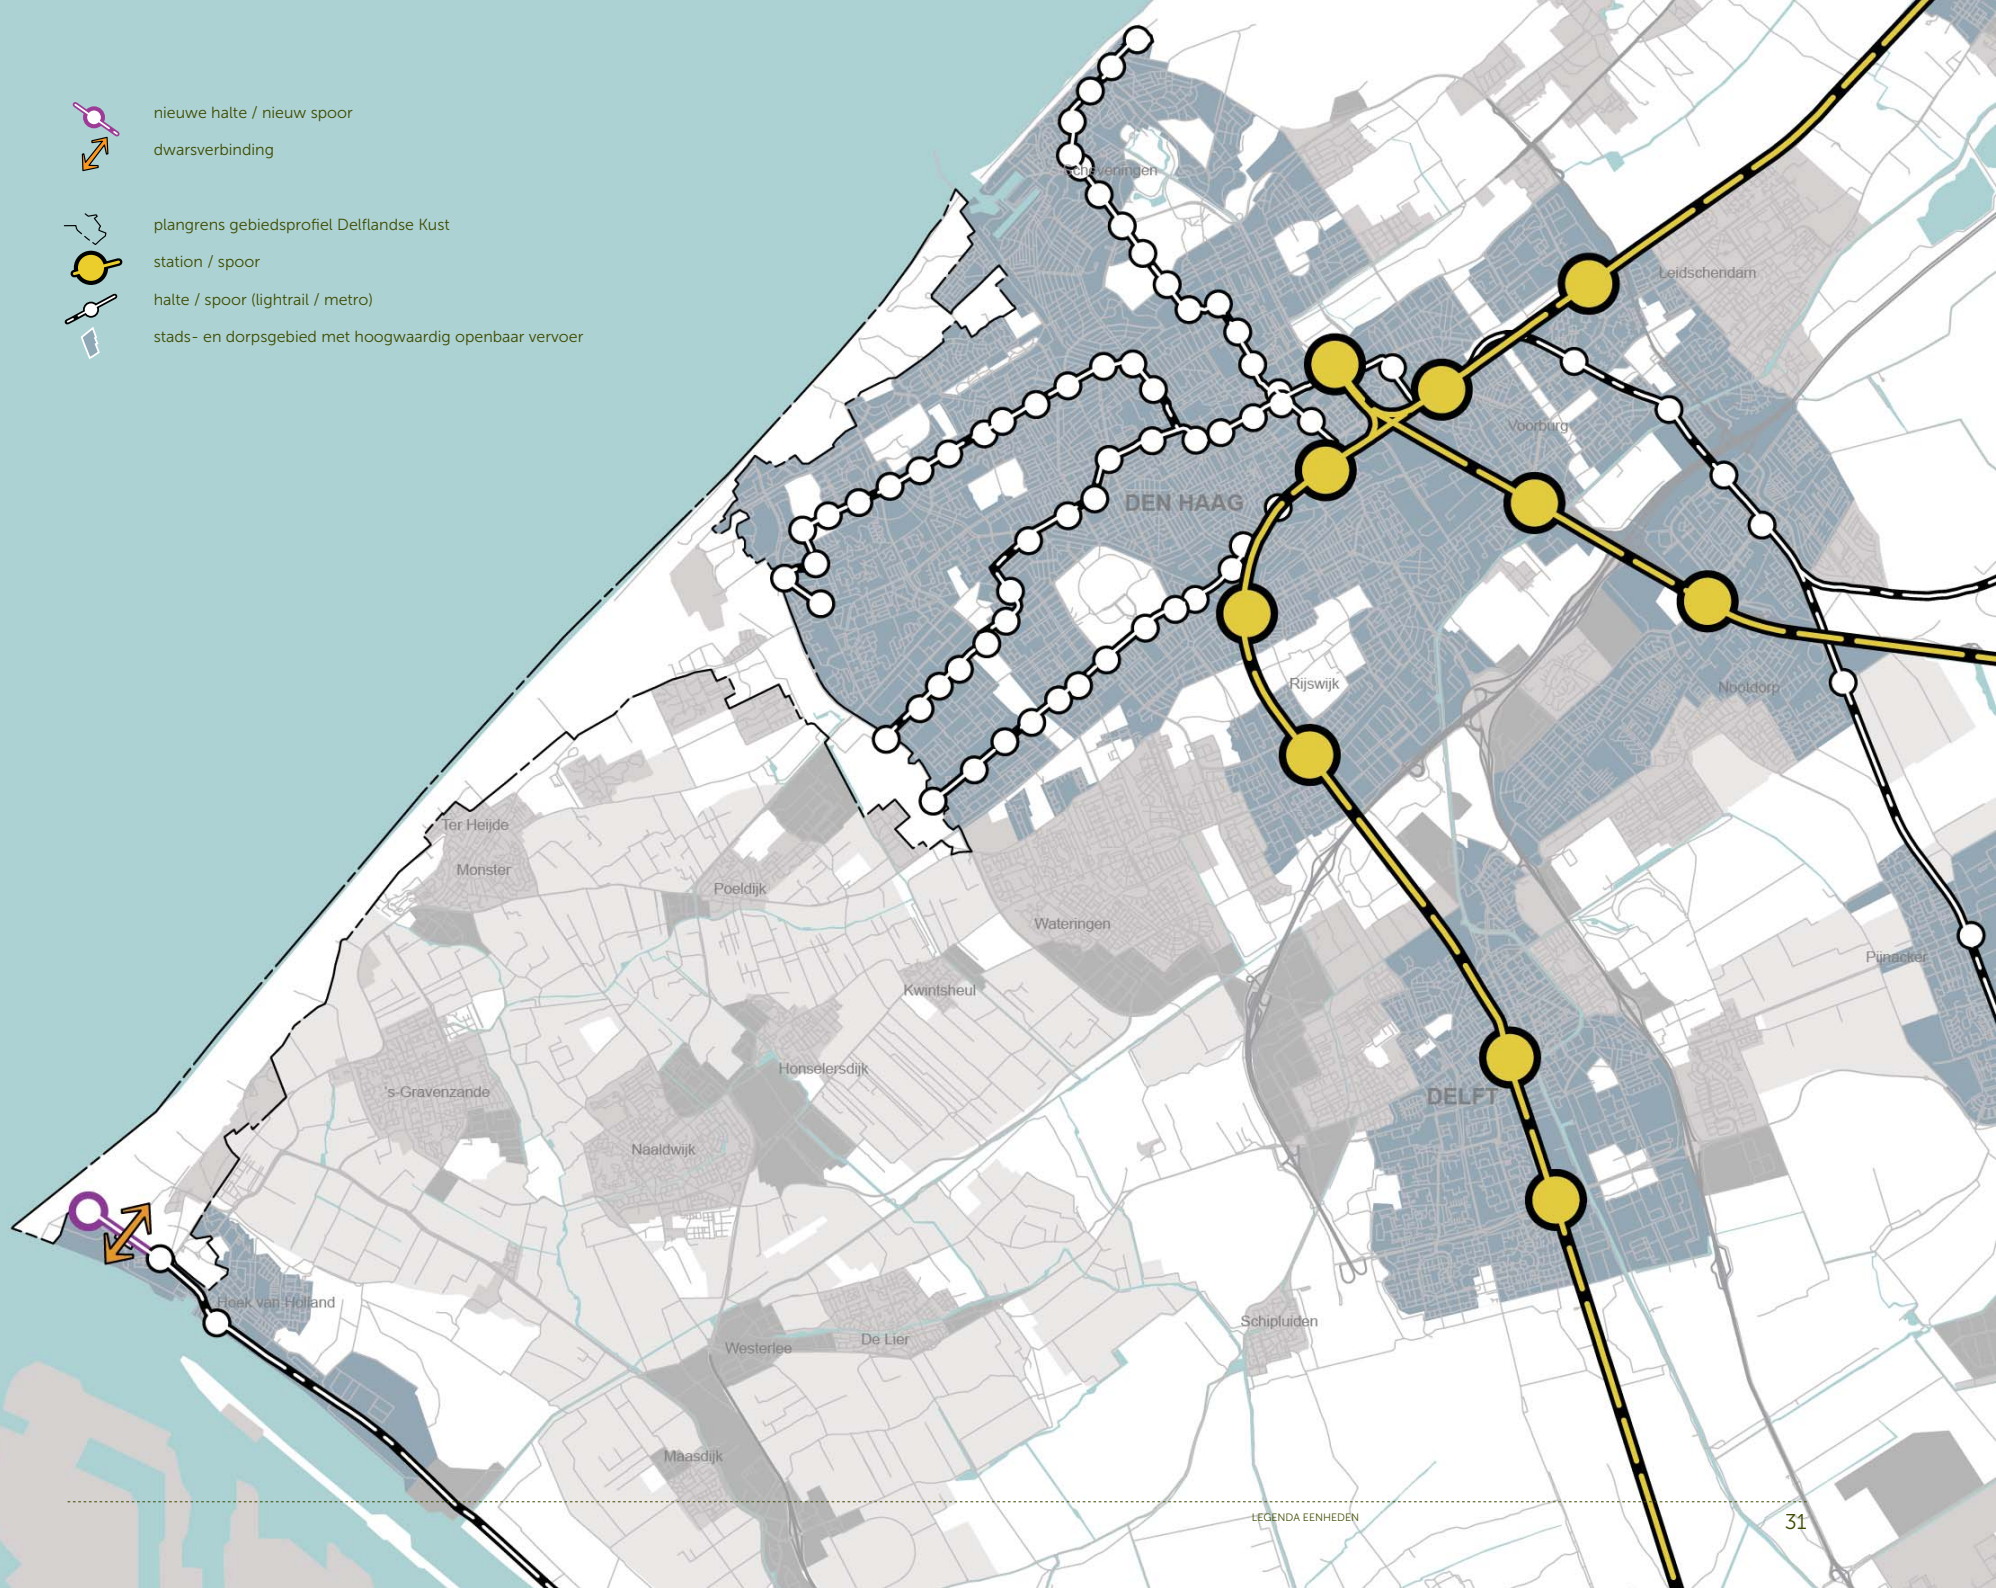 nieuwe halte / nieuw spoor
dwarsverbinding
plangrens gebiedsprofiel Delflandse Kust
station / spoor
halte / spoor (lightrail / metro)
stads- en dorpsgebied met hoogwaardig openbaar vervoer
Scheveningen
Leidschendam
Voorburg
DEN HAAG
Rijswijk
Nootdorp
Ter Heijde
Monster
Poeldijk
Wateringen
Pijnacker
Kwintsheul
Honselersdijk
's-Gravenzande
DELFT
Naaldwijk
Hoek van Holland
Schipluiden
De Lier
Westerlee
Maasdijk
LEGENDA EENHEDEN
31